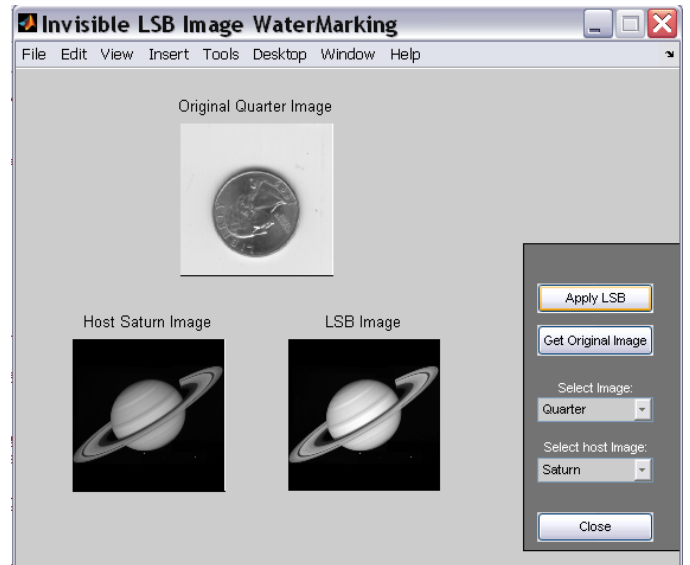 Invisible LSB Image WaterMarking
File Edit View Insert Tools Desktop Window Help
Original Quarter Image
LIBERTY
Host Saturn Image
LSB Image
Apply LSB
Get Original Image
Select Image:
Quarter
Select host Image:
Saturn
Close